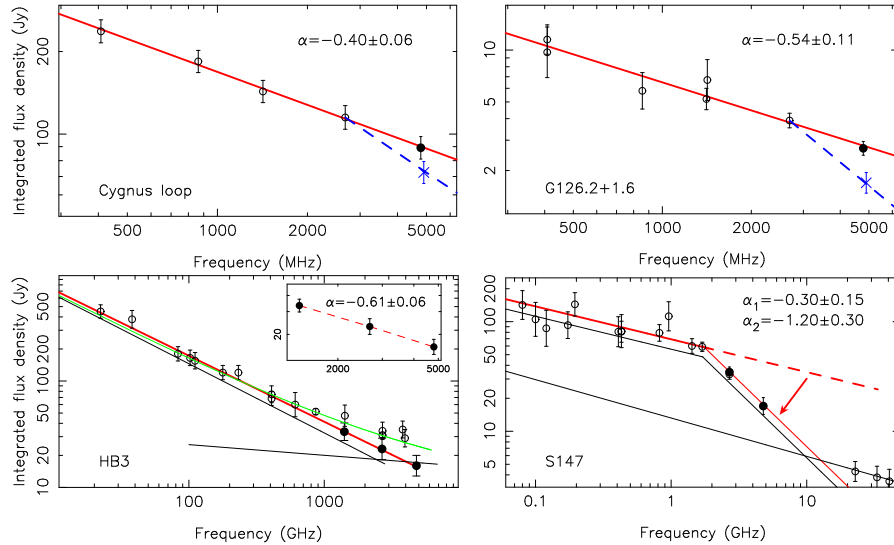 Integrated flux density (Jy)
200
100
α=−0.40±0.06
Cygnus loop
500
1000
2000
5000
Frequency (MHz)
10
5
2
α=−0.54±0.11
G126.2+1.6
500
1000
2000
5000
Frequency (MHz)
Integrated flux density (Jy)
500
100
50
10
α=−0.61±0.06
20
2000
5000
HB3
100
1000
Frequency (GHz)
100 200
50
20
10
5
α₁=−0.30±0.15
α₂=−1.20±0.30
S147
0.1
1
10
Frequency (GHz)